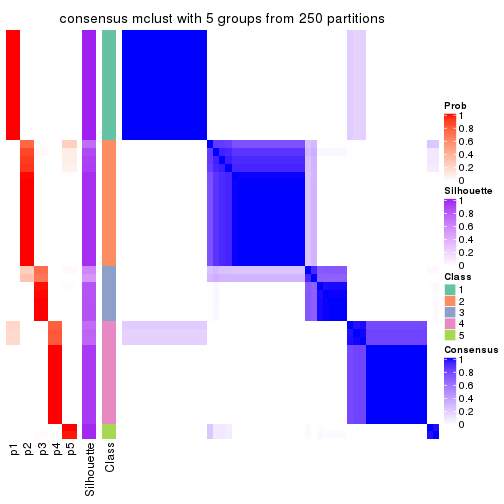 consensus mclust with 5 groups from 250 partitions
Prob
1
0.8
0.6
0.4
0.2
0
Silhouette
1
0.8
0.6
0.4
0.2
0
Class
1
2
3
4
5
Consensus
1
0.8
0.6
0.4
0.2
0
p1
p2
p3
p4
p5
Silhouette
Class